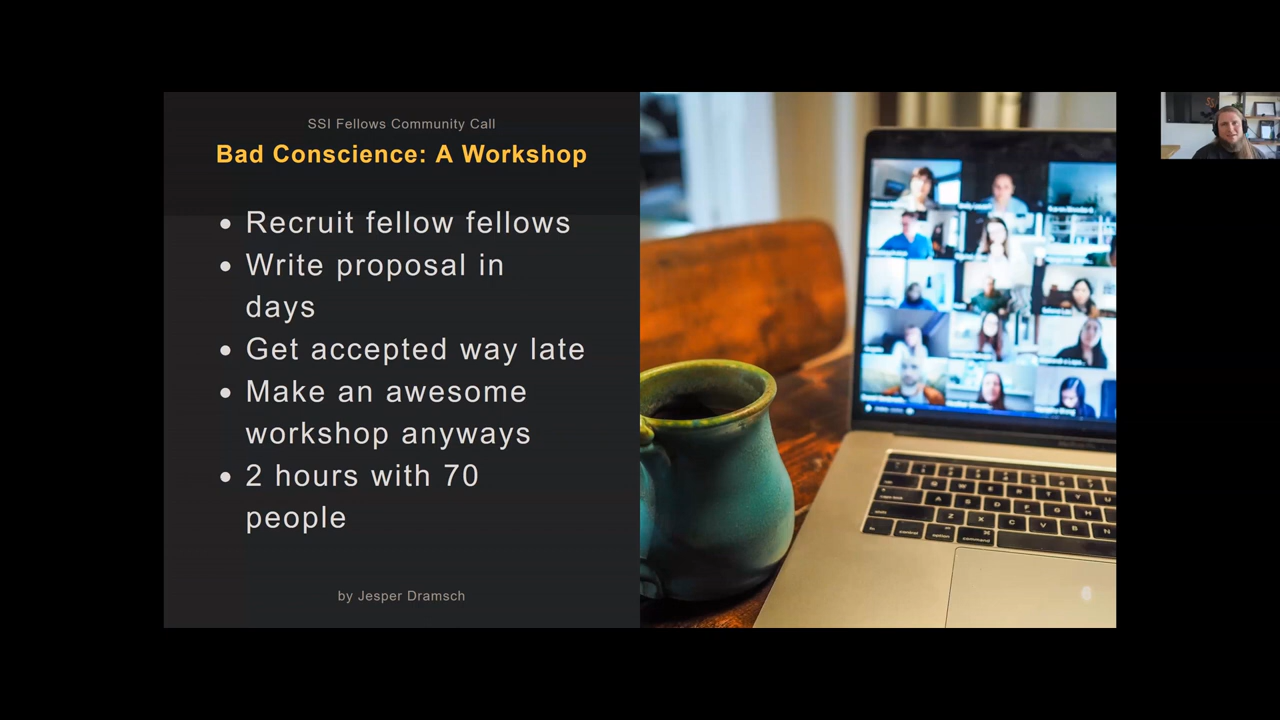 SSI Fellows Community Call
Bad Conscience: A Workshop
• Recruit fellow fellows
• Write proposal in
days
• Get accepted way late
• Make an awesome
workshop anyways
• 2 hours with 70
people
by Jesper Dramsch